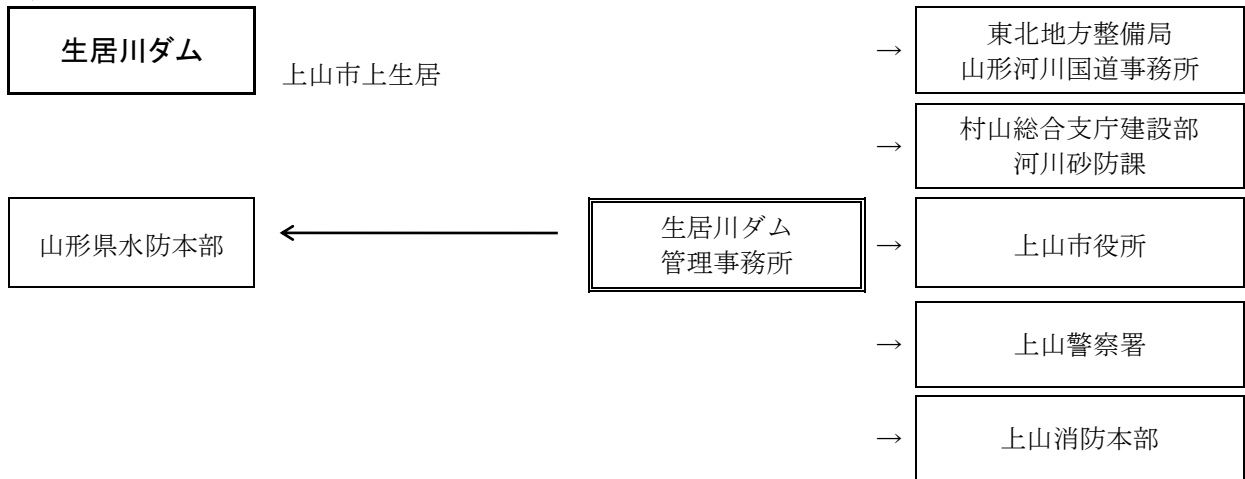 生居川ダム
上山市上生居
→
東北地方整備局
山形河川国道事務所
→
村山総合支庁建設部
河川砂防課
山形県水防本部
生居川ダム
管理事務所
→
上山市役所
→
上山警察署
→
上山消防本部